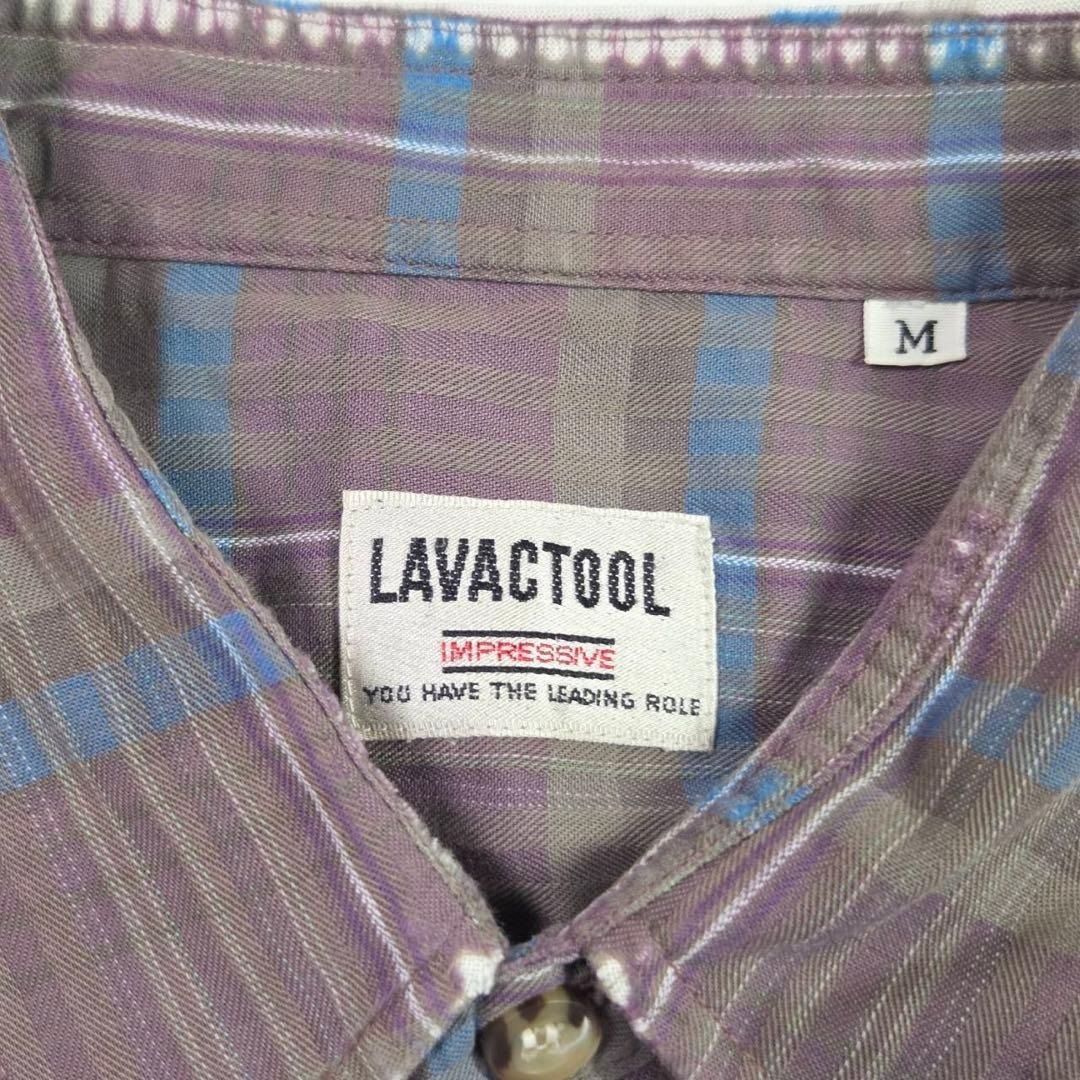 M
LAVACTOOL
IMPRESSIVE
YOU HAVE THE LEADING ROLE